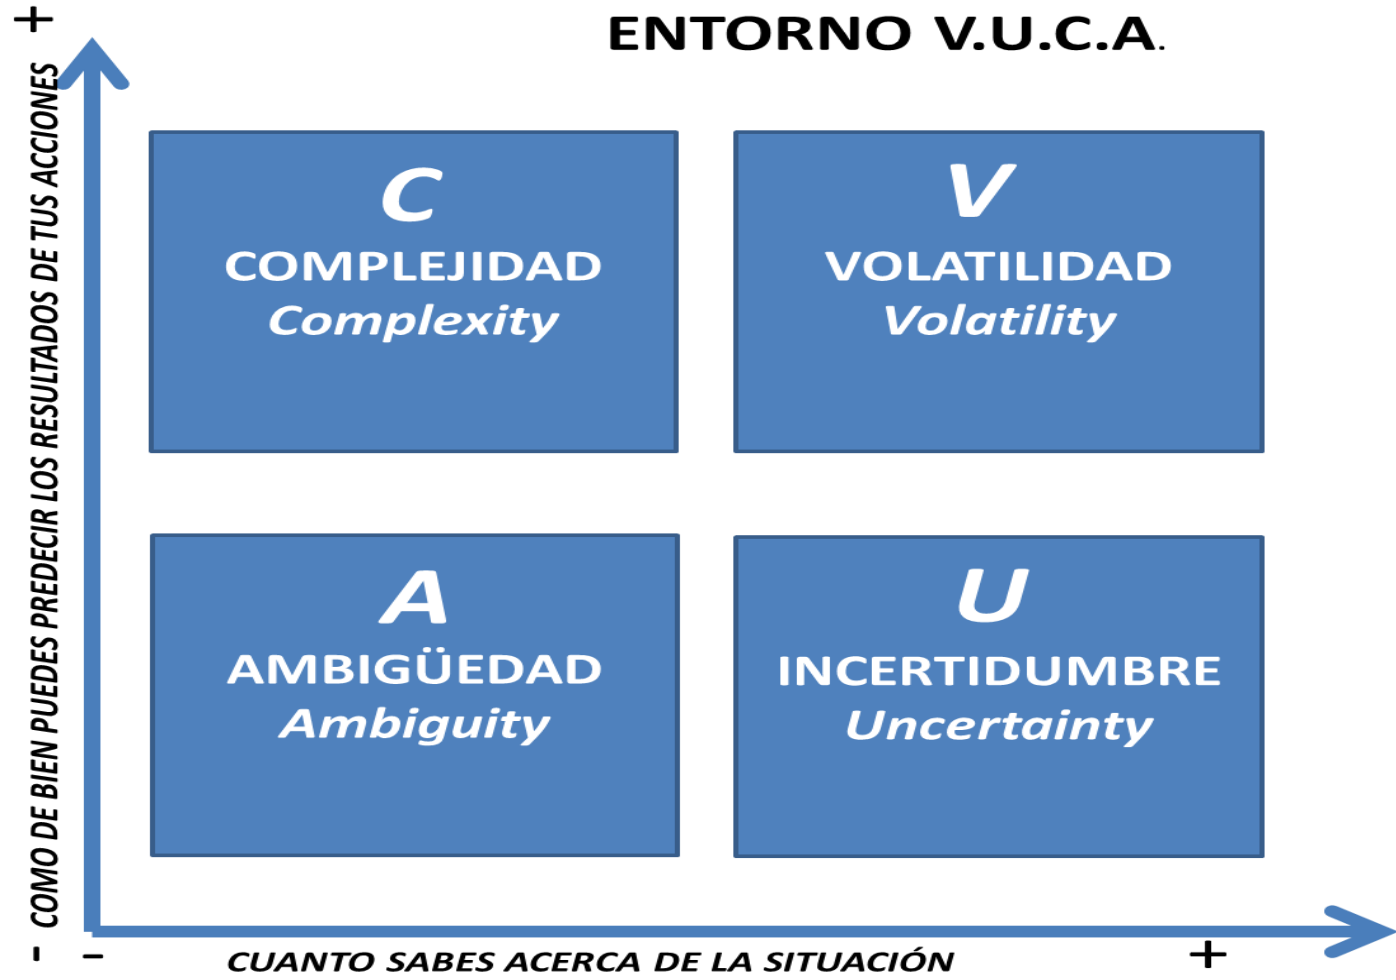 +
ENTORNO V.U.C.A.
COMO DE BIEN PUEDES PREDECIR LOS RESULTADOS DE TUS ACCIONES
C
COMPLEJIDAD
Complexity
V
VOLATILIDAD
Volatility
A
AMBIGÜEDAD
Ambiguity
U
INCERTIDUMBRE
Uncertainty
-
–
CUANTO SABES ACERCA DE LA SITUACIÓN
+